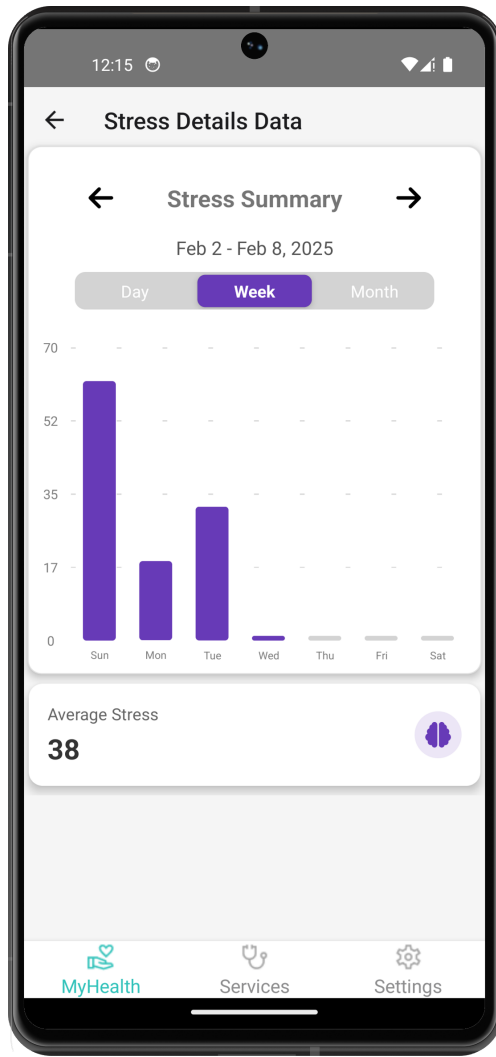 12:15
Stress Details Data
Stress Summary
Feb 2 - Feb 8, 2025
Day Week Month
70
52
35
17
0
Sun Mon Tue Wed Thu Fri Sat
Average Stress
38
MyHealth Services Settings